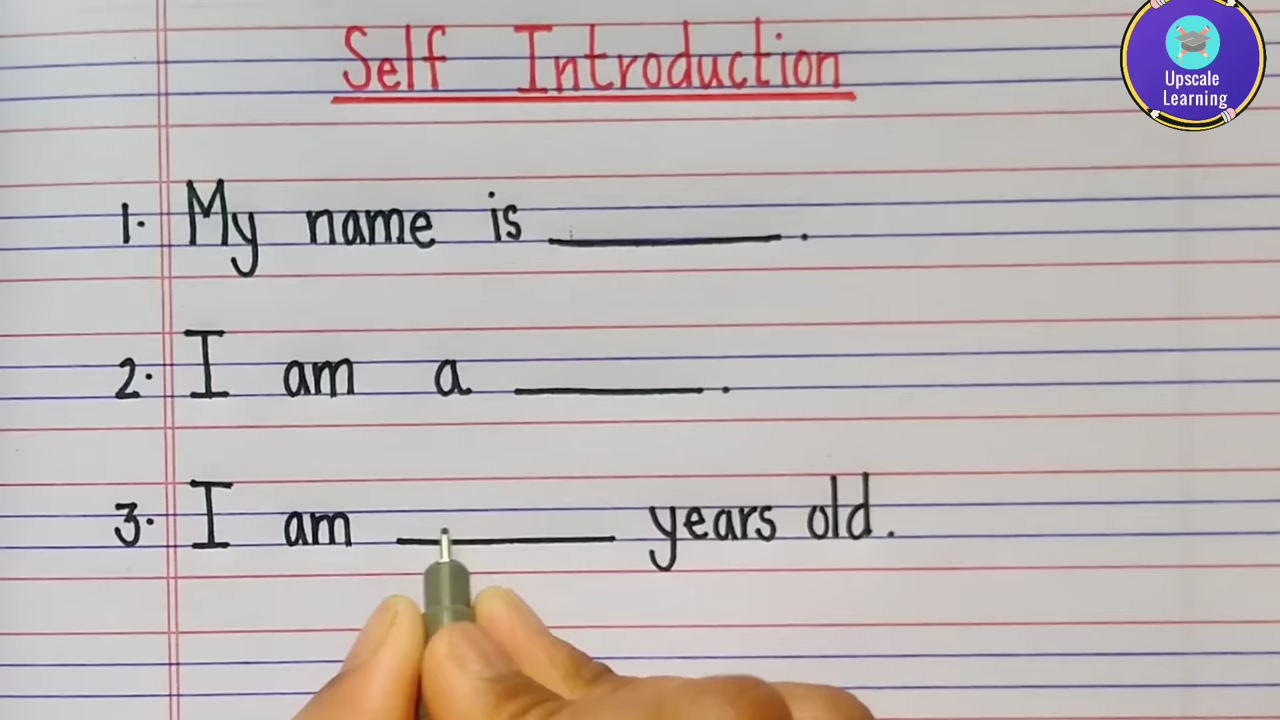 Self Introduction
Upscale
Learning
1. My name is ________.
2. I am a ________.
3. I am ________ years old.